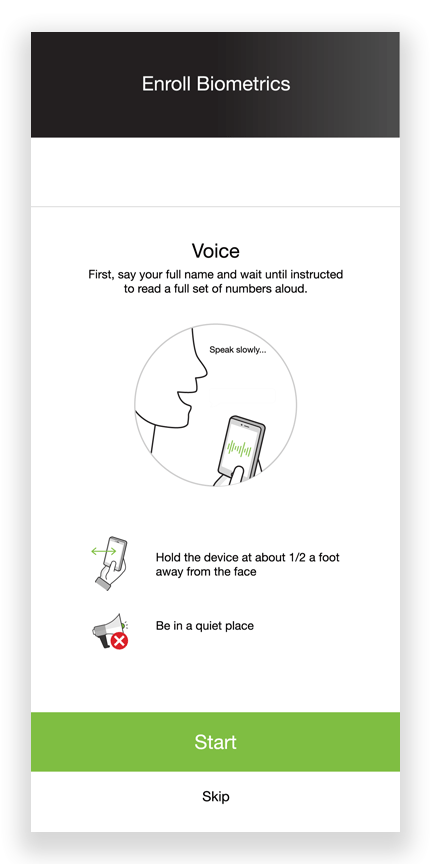 Enroll Biometrics
Voice
First, say your full name and wait until instructed
to read a full set of numbers aloud.
Speak slowly...
Hold the device at about 1/2 a foot
away from the face
Be in a quiet place
Start
Skip